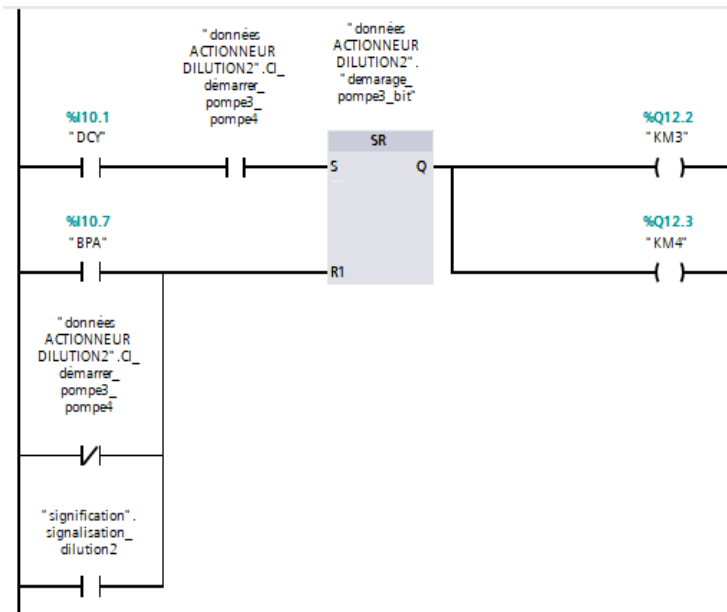 "données
ACTIONNEUR
DILUTION2".CI_
démarrer_
pompe3_
pompe4
"données
ACTIONNEUR
DILUTION2".
"demarage_
pompe3_bit"
%I10.1
"DCY"
SR
S
Q
%Q12.2
"KM3"
%I10.7
"BPA"
R1
%Q12.3
"KM4"
"données
ACTIONNEUR
DILUTION2".CI_
démarrer_
pompe3_
pompe4
"signification".
signalisation_
dilution2